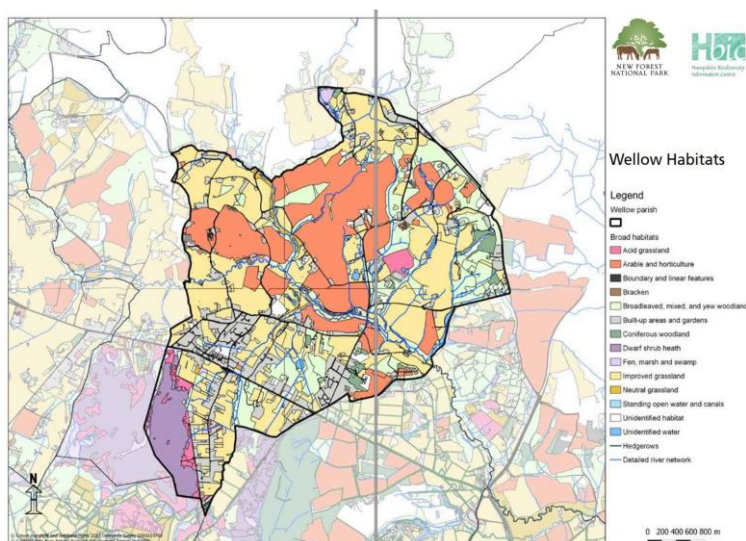 NEW FOREST
NATIONAL PARK
Hbic
Hampshire Biodiversity
Information Centre
Wellow Habitats
Legend
Wellow parish
Broad habitats
Acid grassland
Arable and horticulture
Boundary and linear features
Bracken
Broadleaved, mixed, and yew woodland
Built-up areas and gardens
Coniferous woodland
Dwarf shrub heath
Fen, marsh and swamp
Improved grassland
Neutral grassland
Standing open water and canals
Unidentified habitat
Unidentified water
Hedgerows
Detailed river network
N
0 200 400 600 800 m